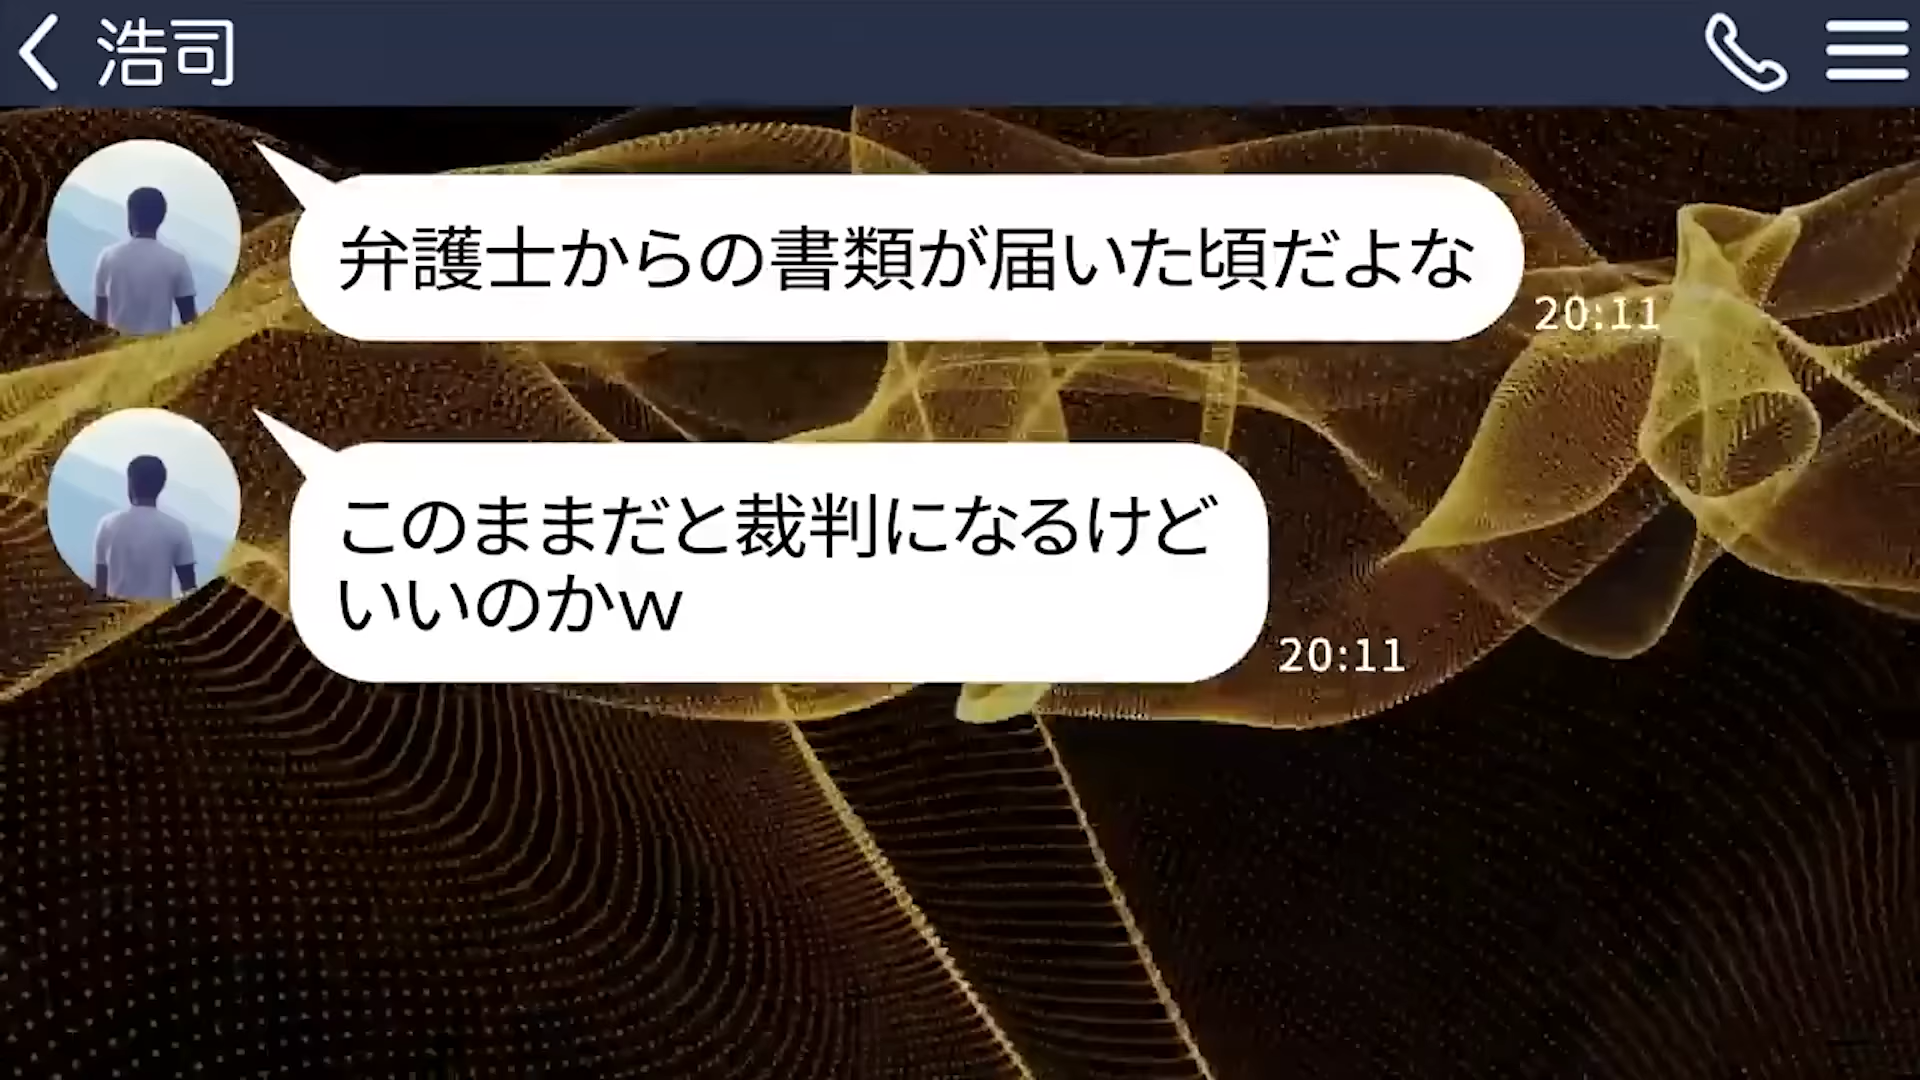 浩司
弁護士からの書類が届いた頃だよな
20:11
このままだと裁判になるけど
いいのかｗ
20:11